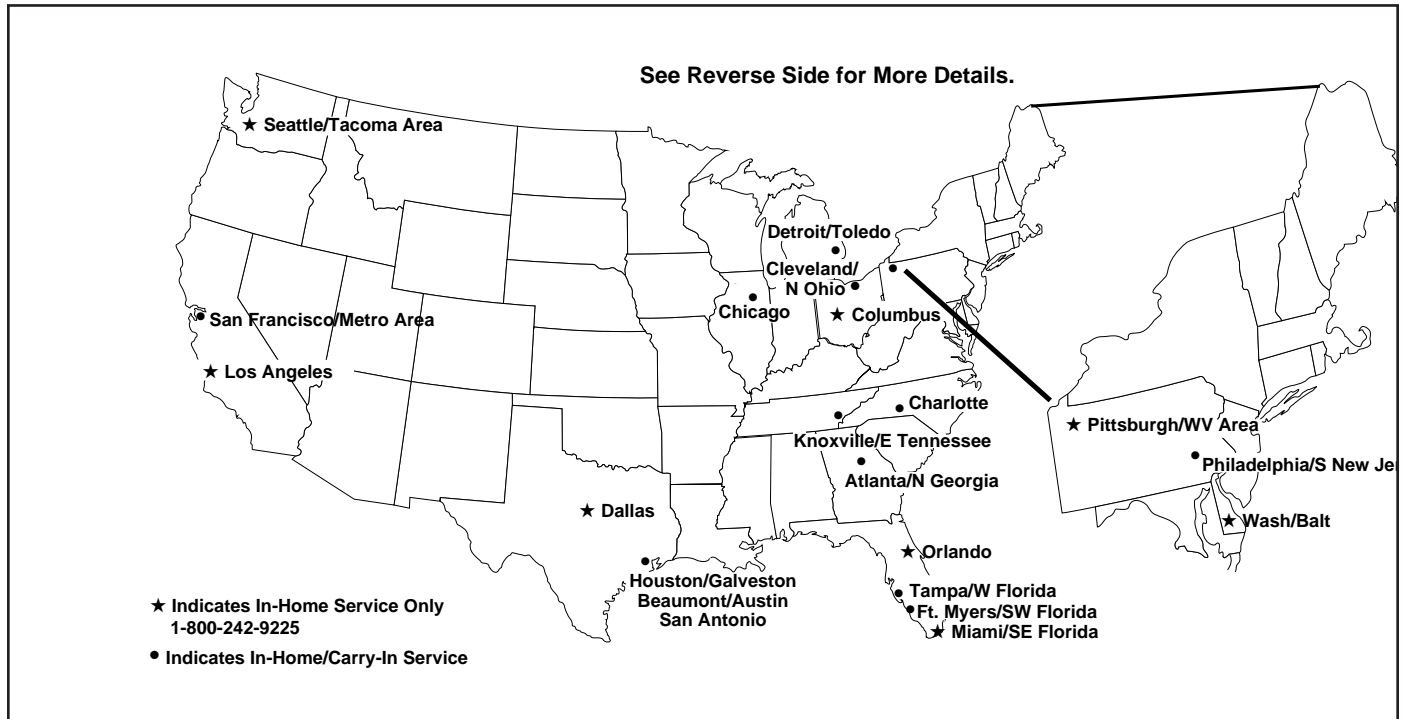 See Reverse Side for More Details.
Seattle/Tacoma Area
Detroit/Toledo
Cleveland/
N Ohio
Chicago
Columbus
San Francisco/Metro Area
Los Angeles
Charlotte
Knoxville/E Tennessee
Atlanta/N Georgia
Pittsburgh/WV Area
Philadelphia/S New Jer
Wash/Balt
Dallas
Orlando
Houston/Galveston
Beaumont/Austin
San Antonio
Tampa/W Florida
Ft. Myers/SW Florida
Miami/SE Florida
★ Indicates In-Home Service Only
1-800-242-9225
● Indicates In-Home/Carry-In Service